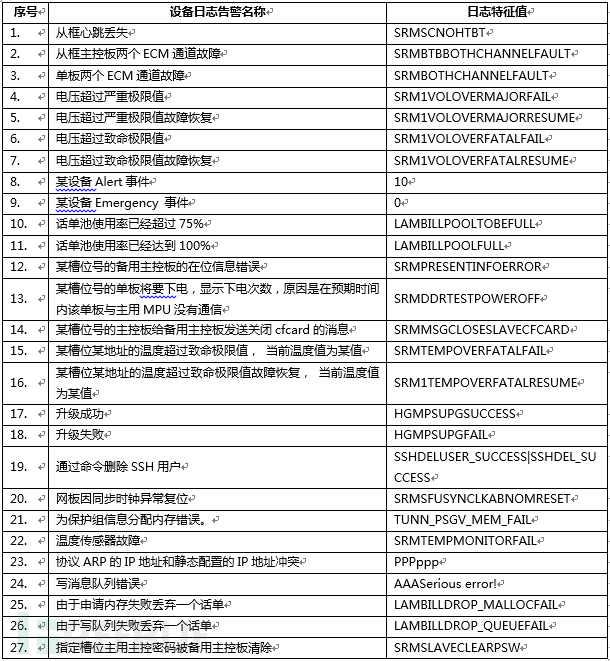 序号 设备日志告警名称 日志特征值
1. 从框心跳丢失 SRMSCNOHTBT
2. 从框主控板两个 ECM 通道故障 SRMBTBBOTHCHANNELFAULT
3. 单板两个 ECM 通道故障 SRMBOTHCHANNELFAULT
4. 电压超过严重极限值 SRM1VOLOVERMAJORFAIL
5. 电压超过严重极限值故障恢复 SRM1VOLOVERMAJORRESUME
6. 电压超过致命极限值 SRM1VOLOVERFATALFAIL
7. 电压超过致命极限值故障恢复 SRM1VOLOVERFATALRESUME
8. 某设备 Alert 事件 10
9. 某设备 Emergency 事件 0
10. 话单池使用率已经超过 75% LAMBILLPOOLTOBEFULL
11. 话单池使用率已经达到 100% LAMBILLPOOLFULL
12. 某槽位号的备用主控板的在位信息错误 SRMPRESENTINFOERROR
13. 某槽位号的单板将要下电，显示下电次数，原因是在预期时间
内该单板与主用 MPU 没有通信 SRMDDRTESTPOWEROFF
14. 某槽位号的主控板给备用主控板发送关闭 cfcard 的消息 SRMMSGCLOSESLAVECFCARD
15. 某槽位某地址的温度超过致命极限值， 当前温度值为某值 SRMTEMPOVERFATALFAIL
16. 某槽位某地址的温度超过致命极限值故障恢复， 当前温度值
为某值 SRM1TEMPOVERFATALRESUME
17. 升级成功 HGMPSUPGSUCCESS
18. 升级失败 HGMPSUPGFAIL
19. 通过命令删除 SSH 用户 SSHDELUSER_SUCCESS|SSHDEL_SU
CCESS
20. 网板因同步时钟异常复位 SRMSFUSYNCLKABNOMRESET
21. 为保护组信息分配内存错误。 TUNN_PSGV_MEM_FAIL
22. 温度传感器故障 SRMTEMPMONITORFAIL
23. 协议 ARP 的 IP 地址和静态配置的 IP 地址冲突 PPPppp
24. 写消息队列错误 AAASerious error!
25. 由于申请内存失败丢弃一个话单 LAMBILLDROP_MALLOCFAIL
26. 由于写队列失败丢弃一个话单 LAMBILLDROP_QUEUEFAIL
27. 指定槽位主用主控密码被备用主控板清除 SRMSLAVECLEARPSW